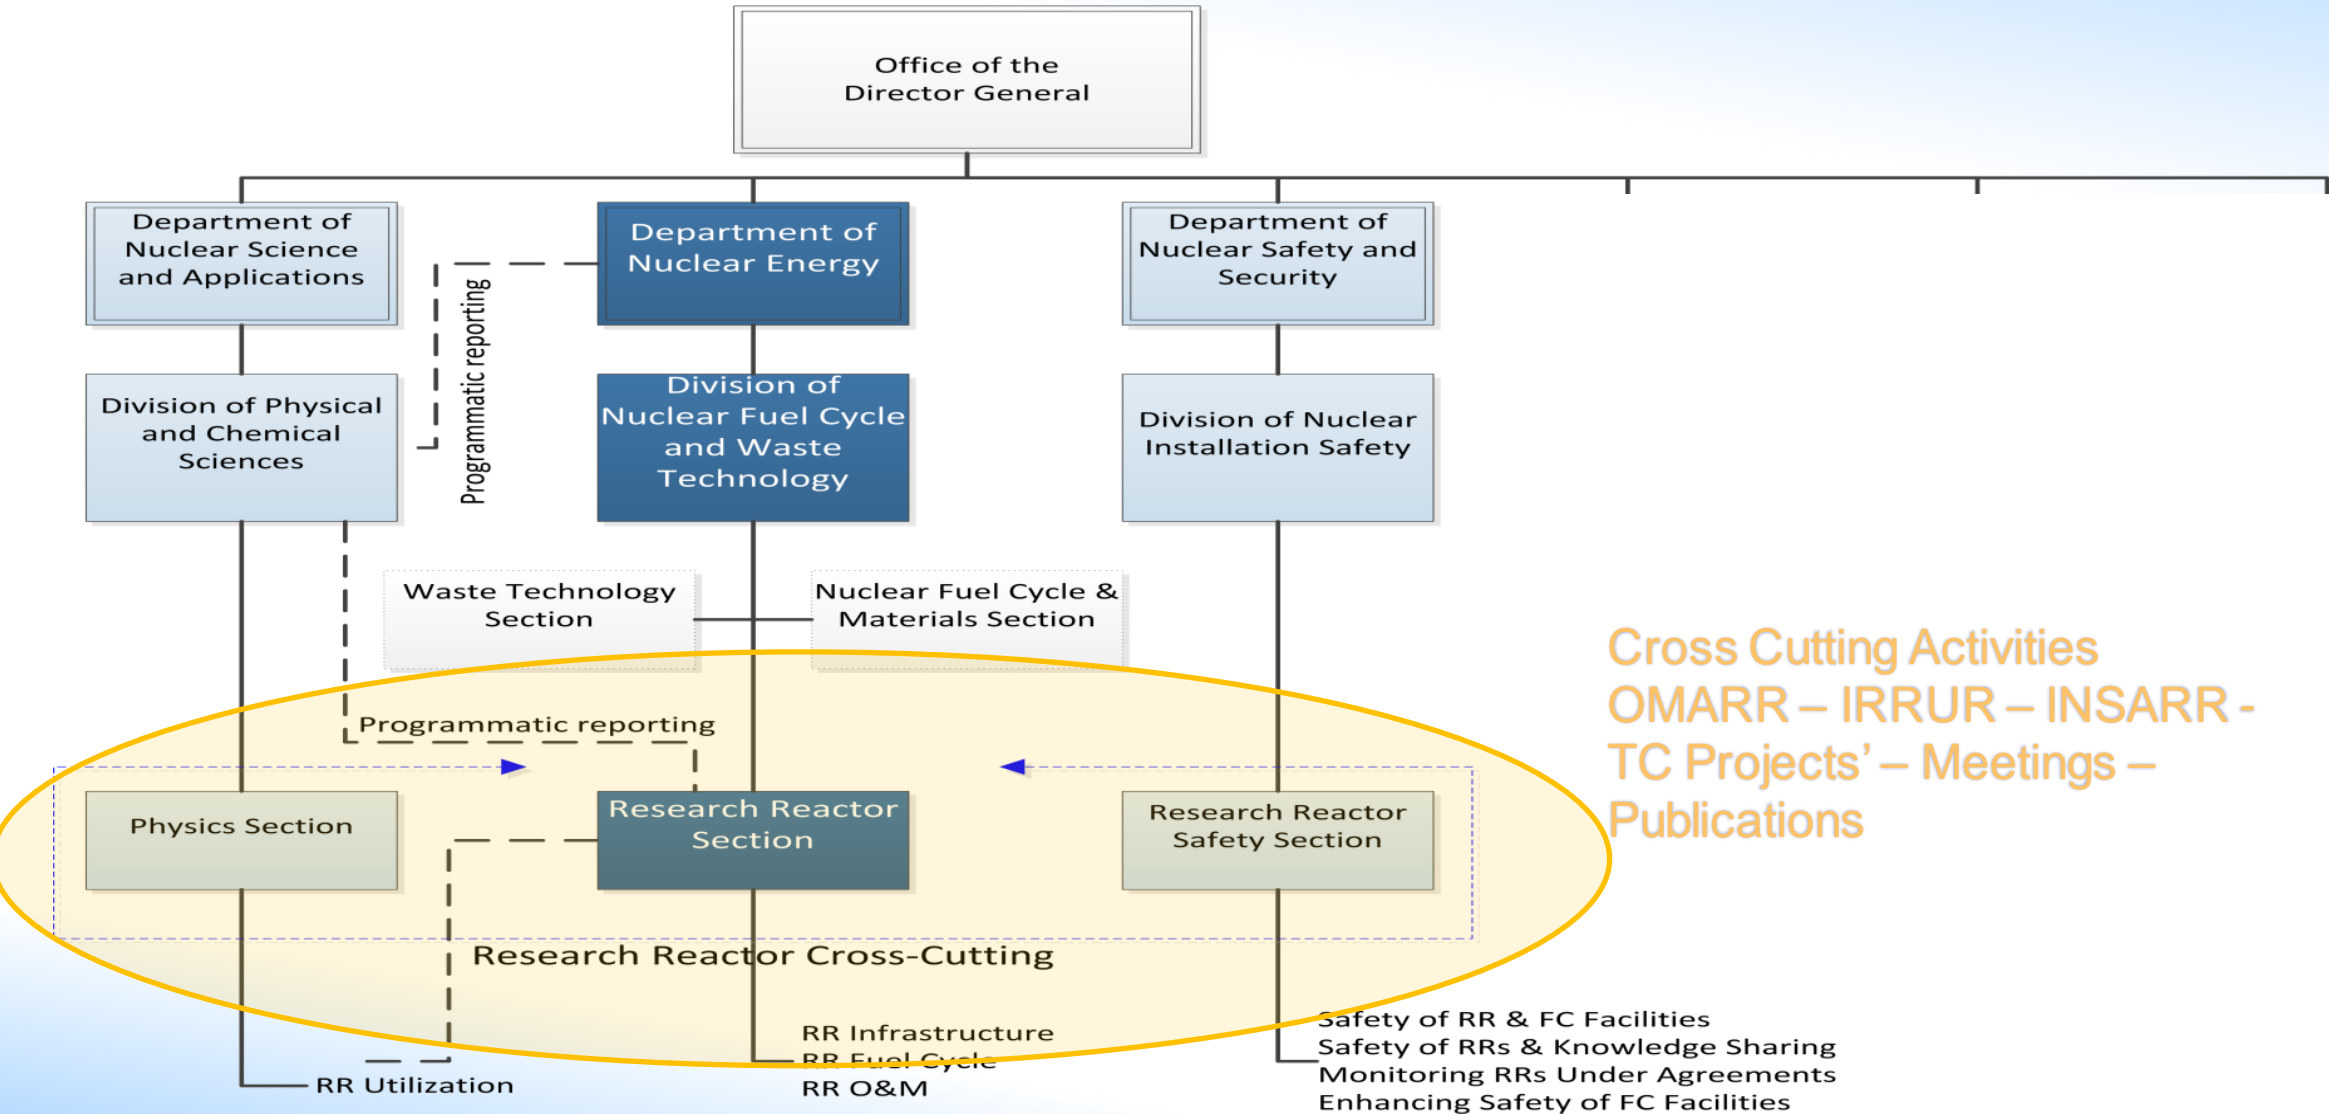 Office of the
Director General
Department of
Nuclear Science
and Applications
Department of
Nuclear Energy
Department of
Nuclear Safety and
Security
Programmatic reporting
Division of Physical
and Chemical
Sciences
Division of
Nuclear Fuel Cycle
and Waste
Technology
Division of Nuclear
Installation Safety
Waste Technology
Section
Nuclear Fuel Cycle &
Materials Section
Programmatic reporting
Cross Cutting Activities
OMARR – IRRUR – INSARR -
TC Projects’ – Meetings –
Publications
Physics Section
Research Reactor
Section
Research Reactor
Safety Section
Research Reactor Cross-Cutting
RR Utilization
RR Infrastructure
RR Fuel Cycle
RR O&M
Safety of RR & FC Facilities
Safety of RRs & Knowledge Sharing
Monitoring RRs Under Agreements
Enhancing Safety of FC Facilities